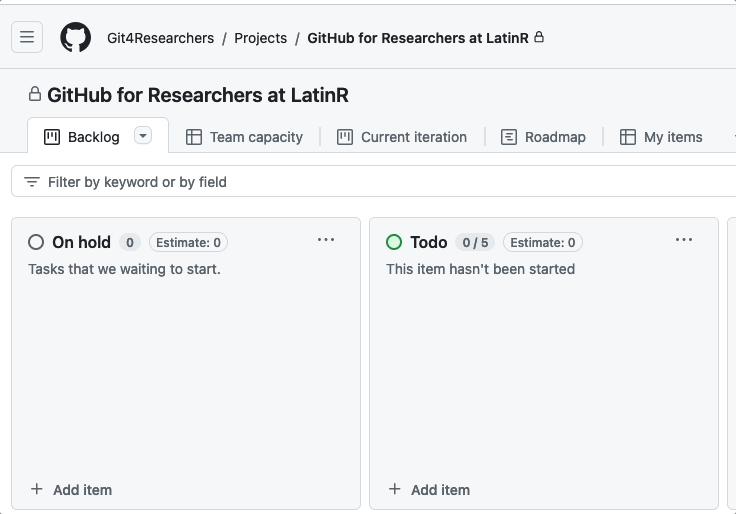 Git4Researchers / Projects / GitHub for Researchers at LatinR
GitHub for Researchers at LatinR
Backlog Team capacity Current iteration Roadmap My items
Filter by keyword or by field
On hold 0 Estimate: 0
Tasks that we waiting to start.
Add item
Todo 0 / 5 Estimate: 0
This item hasn't been started
Add item